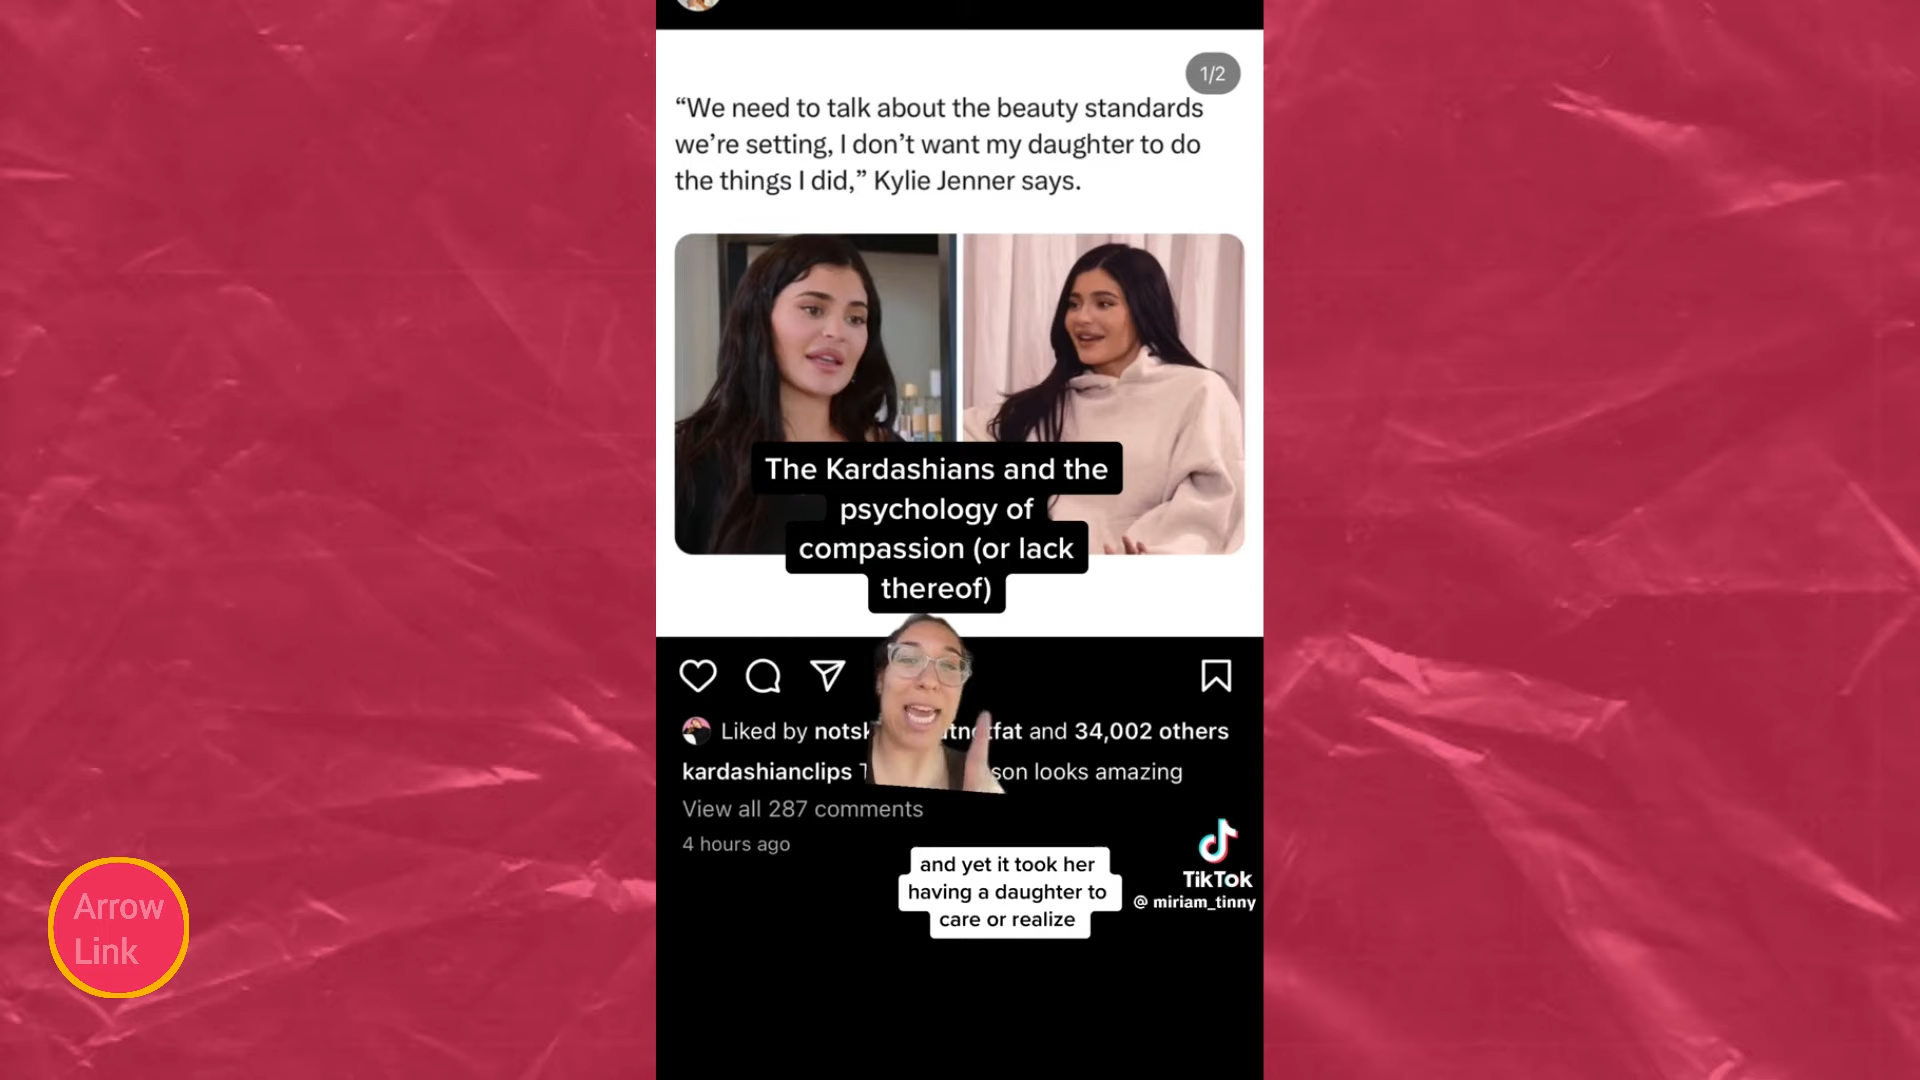 1/2
“We need to talk about the beauty standards
we’re setting, I don’t want my daughter to do
the things I did,” Kylie Jenner says.
The Kardashians and the
psychology of
compassion (or lack
thereof)
Liked by notsk tnotfat and 34,002 others
kardashianclips son looks amazing
View all 287 comments
4 hours ago
and yet it took her
having a daughter to
care or realize
TikTok
@ miriam_tinny
Arrow
Link